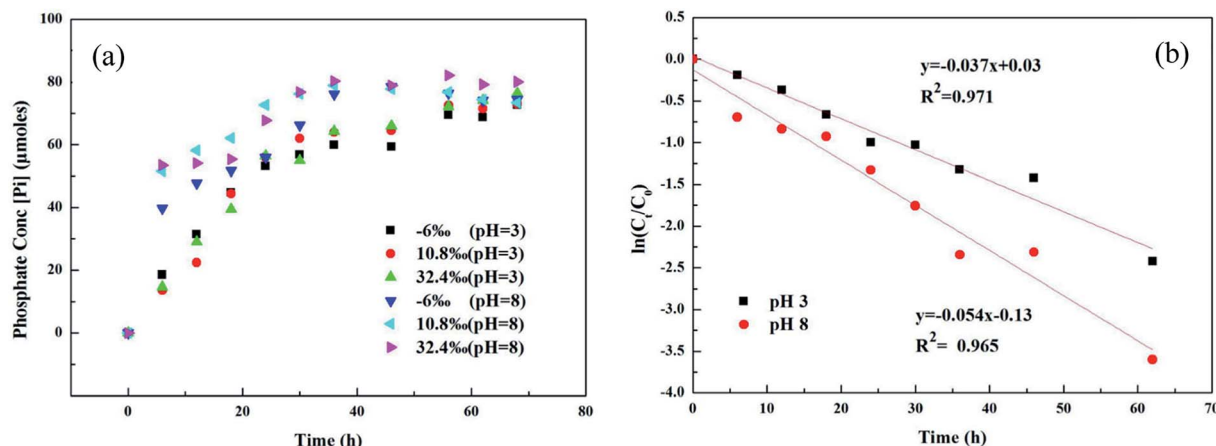 (a)
Phosphate Conc [Pi] (μmoles)
100
80
60
40
20
0
-6‰ (pH=3)
10.8‰(pH=3)
32.4‰(pH=3)
-6‰ (pH=8)
10.8‰(pH=8)
32.4‰(pH=8)
0 20 40 60 80
Time (h)
(b)
ln(Ct/C0)
0.5
0.0
-0.5
-1.0
-1.5
-2.0
-2.5
-3.0
-3.5
-4.0
y=-0.037x+0.03
R²=0.971
pH 3
pH 8
y=-0.054x-0.13
R²= 0.965
0 10 20 30 40 50 60 70
Time (h)